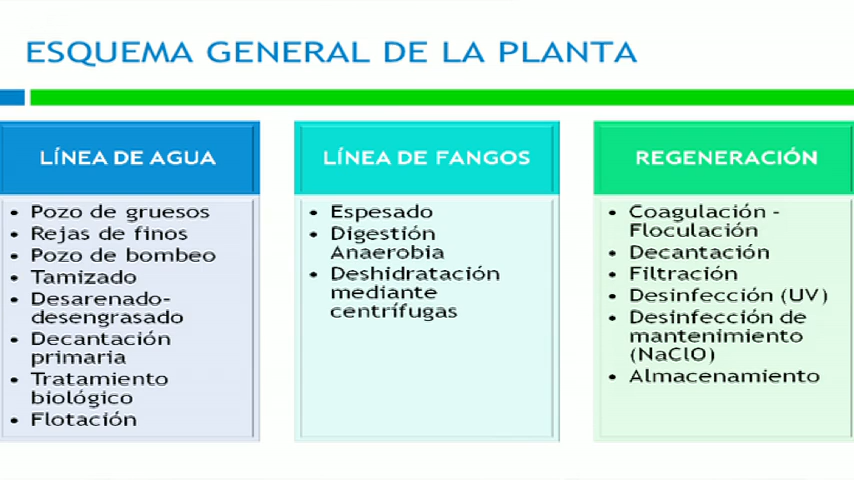 ESQUEMA GENERAL DE LA PLANTA
LÍNEA DE AGUA
• Pozo de gruesos
• Rejas de finos
• Pozo de bombeo
• Tamizado
• Desarenado-
desengrasado
• Decantación
primaria
• Tratamiento
biológico
• Flotación
LÍNEA DE FANGOS
• Espesado
• Digestión
Anaerobia
• Deshidratación
mediante
centrífugas
REGENERACIÓN
• Coagulación -
Floculación
• Decantación
• Filtración
• Desinfección (UV)
• Desinfección de
mantenimiento
(NaClO)
• Almacenamiento